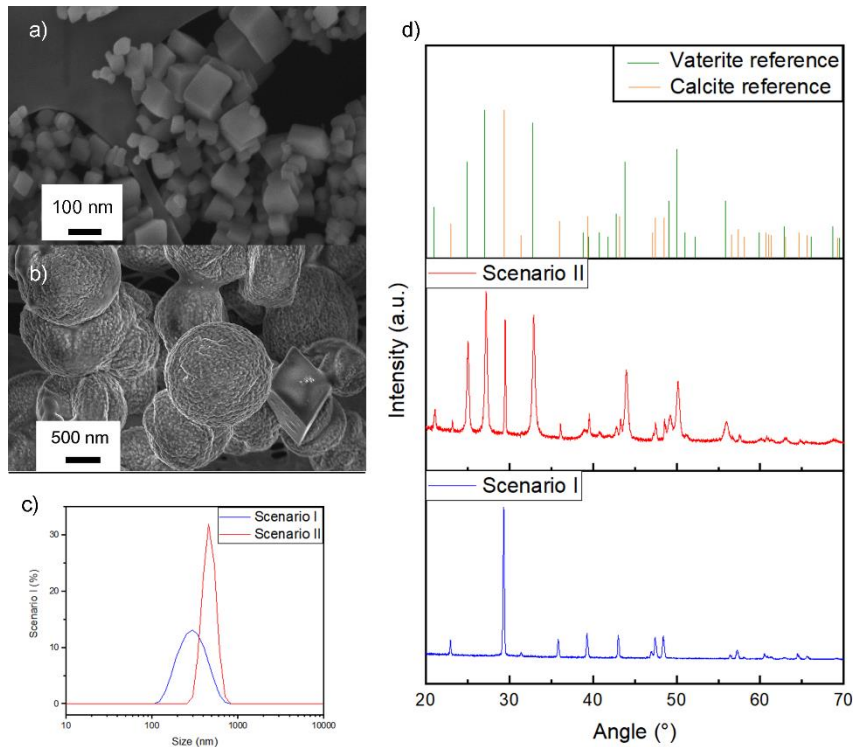 a)
100 nm
b)
500 nm
c)
Scenario I
Scenario II
Scenario I (%)
30
20
10
0
10
100
1000
10000
Size (nm)
d)
Vaterite reference
Calcite reference
Scenario II
Scenario I
Intensity (a.u.)
20
30
40
50
60
70
Angle (°)